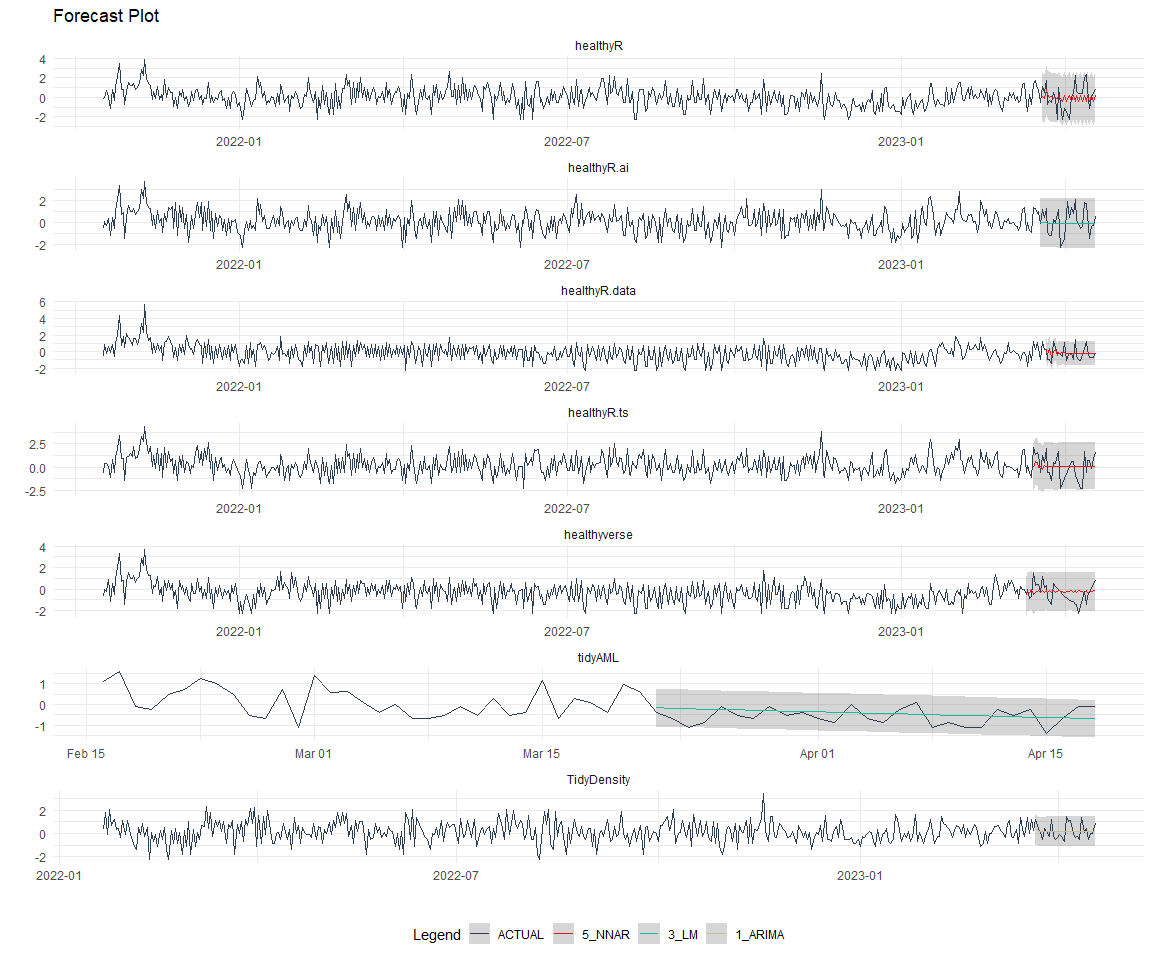 Forecast Plot
healthyR
4
2
0
-2
2022-01 2022-07 2023-01
healthyR.ai
2
0
-2
2022-01 2022-07 2023-01
healthyR.data
6
4
2
0
-2
2022-01 2022-07 2023-01
healthyR.ts
2.5
0.0
-2.5
2022-01 2022-07 2023-01
healthyverse
4
2
0
-2
2022-01 2022-07 2023-01
tidyAML
1
0
-1
Feb 15 Mar 01 Mar 15 Apr 01 Apr 15
TidyDensity
2
0
-2
2022-01 2022-07 2023-01
Legend ACTUAL 5_NNAR 3_LM 1_ARIMA